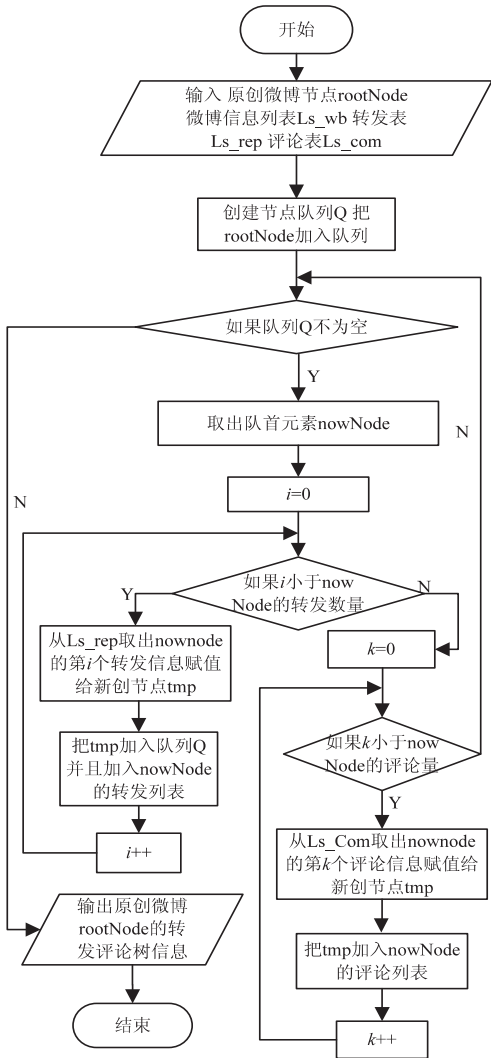 开始
输入 原创微博节点rootNode
微博信息列表Ls_wb 转发表
Ls_rep 评论表Ls_com
创建节点队列Q 把
rootNode加入队列
如果队列Q不为空
Y
N
取出队首元素nowNode
N
i=0
如果i小于now
Node的转发数量
Y
N
从Ls_rep取出nownode
的第i个转发信息赋值
给新创节点tmp
k=0
把tmp加入队列Q
并且加入nowNode
的转发列表
如果k小于now
Node的评论量
Y
i++
从Ls_Com取出nownode
的第k个评论信息赋值给
新创节点tmp
输出原创微博
rootNode的转
发评论树信息
把tmp加入nowNode
的评论列表
结束
k++